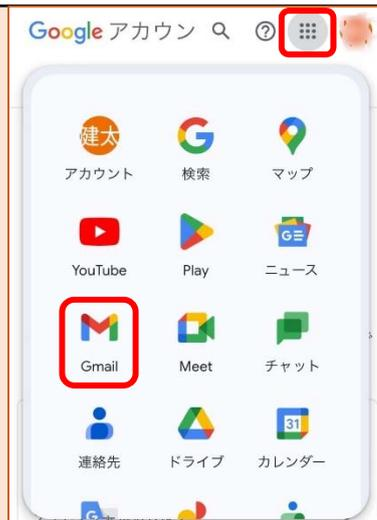 Google アカウン
健太
アカウント 検索 マップ
YouTube Play ニュース
Gmail Meet チャット
31
連絡先 ドライブ カレンダー